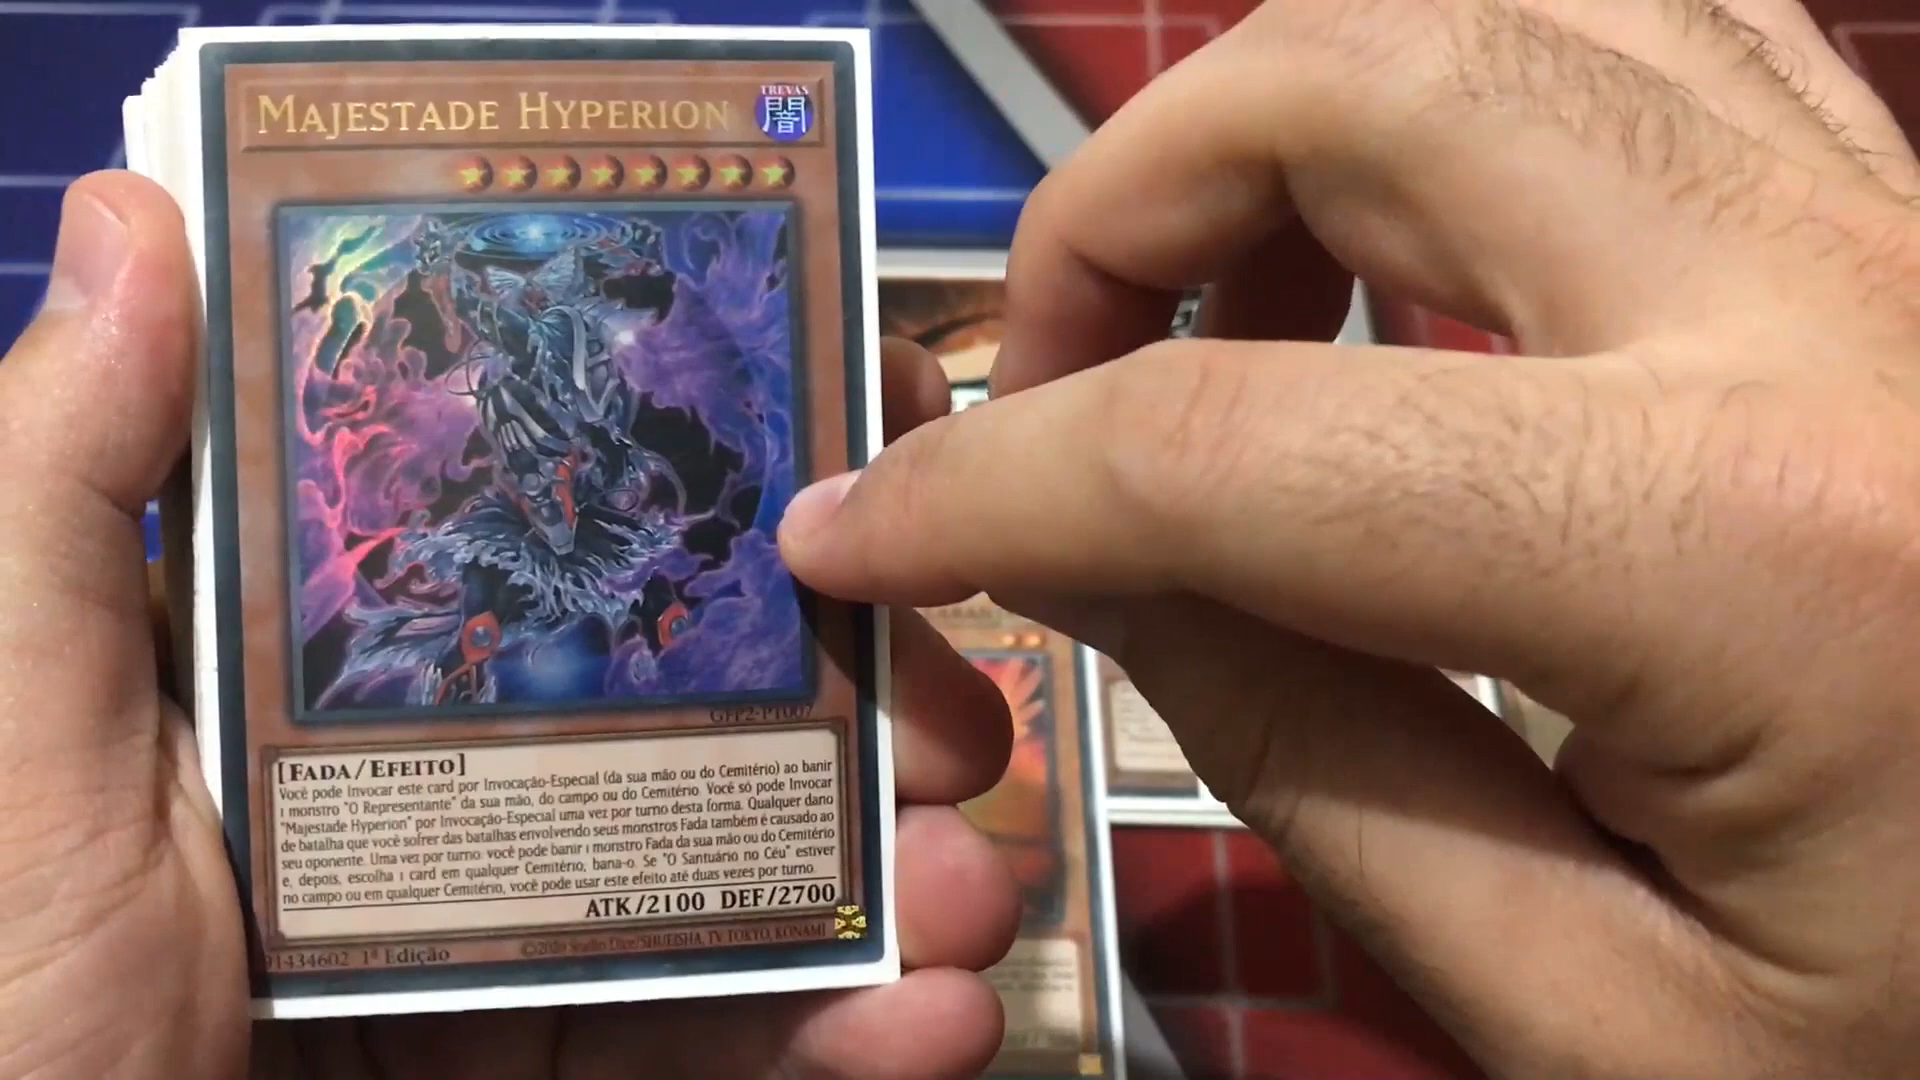 MAJESTADE HYPERION
TREVAS
闇
GFP2-PT007
[FADA/EFEITO]
Você pode Invocar este card por Invocação-Especial (da sua mão ou do Cemitério) ao banir
1 monstro "O Representante" da sua mão, do campo ou do Cemitério. Você só pode Invocar
"Majestade Hyperion" por Invocação-Especial uma vez por turno desta forma. Qualquer dano
de batalha que você sofrer das batalhas envolvendo seus monstros Fada também é causado ao
seu oponente. Uma vez por turno: você pode banir 1 monstro Fada da sua mão ou do Cemitério
e, depois, escolha 1 card em qualquer Cemitério; bana-o. Se "O Santuário no Céu" estiver
no campo ou em qualquer Cemitério, você pode usar este efeito até duas vezes por turno.
ATK/2100 DEF/2700
91434602 1ª Edição
©2020 Studio Dice/SHUEISHA, TV TOKYO, KONAMI